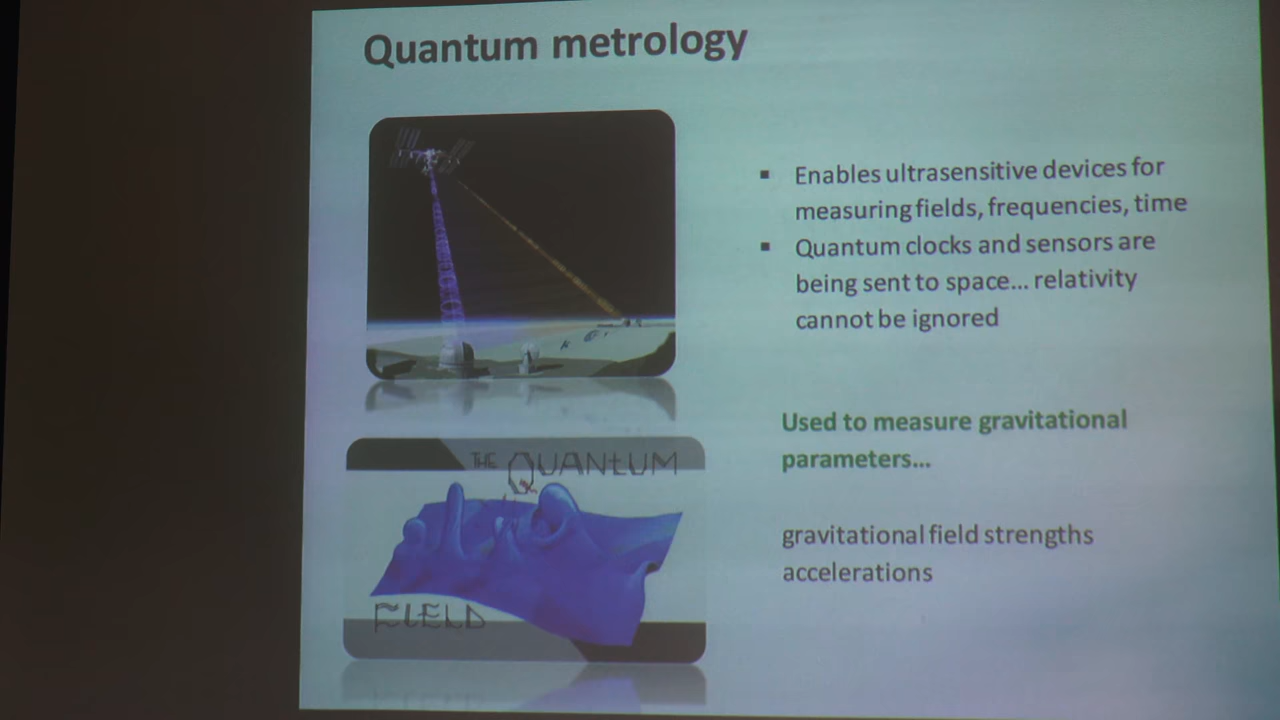 Quantum metrology
▪ Enables ultrasensitive devices for
measuring fields, frequencies, time
▪ Quantum clocks and sensors are
being sent to space... relativity
cannot be ignored
Used to measure gravitational
parameters...
gravitational field strengths
accelerations
THE QUANTUM
FIELD